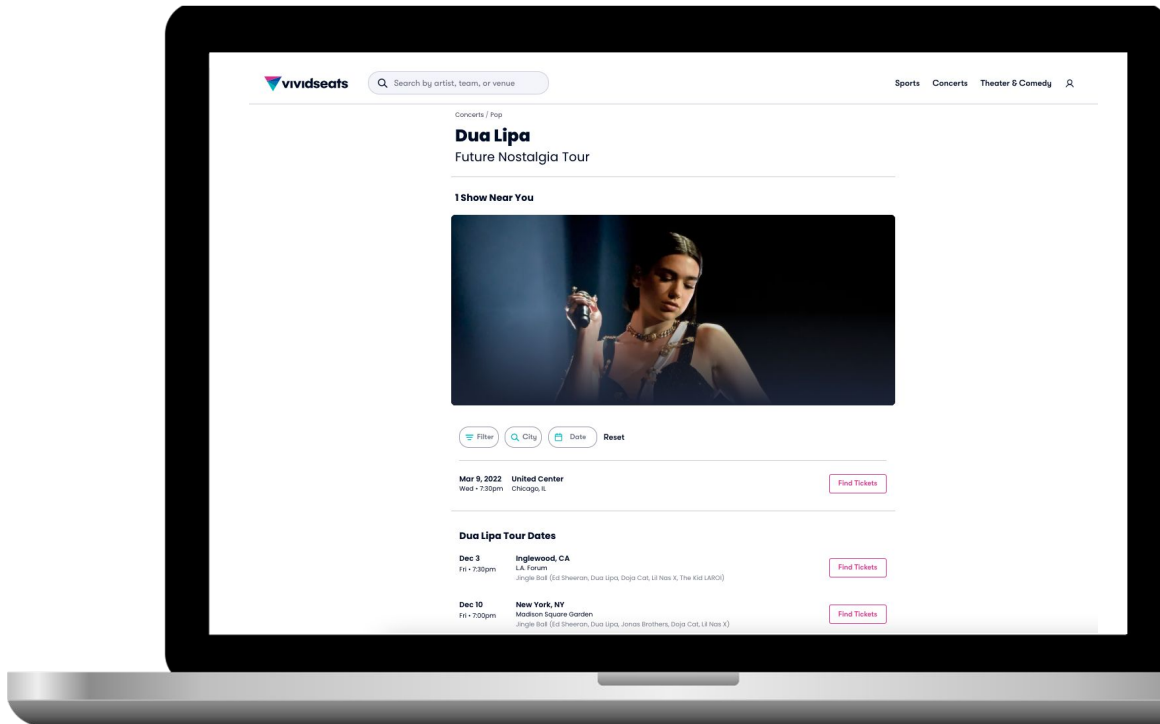 vividseats
Search by artist, team, or venue
Sports Concerts Theater & Comedy
Concerts / Pop
Dua Lipa
Future Nostalgia Tour
1 Show Near You
Filter City Date Reset
Mar 9, 2022 United Center
Wed • 7:30pm Chicago, IL
Find Tickets
Dua Lipa Tour Dates
Dec 3 Inglewood, CA
Fri • 7:30pm L.A. Forum
Jingle Ball (Ed Sheeran, Dua Lipa, Doja Cat, Lil Nas X, The Kid LAROI)
Find Tickets
Dec 10 New York, NY
Fri • 7:00pm Madison Square Garden
Jingle Ball (Ed Sheeran, Dua Lipa, Jonas Brothers, Doja Cat, Lil Nas X)
Find Tickets